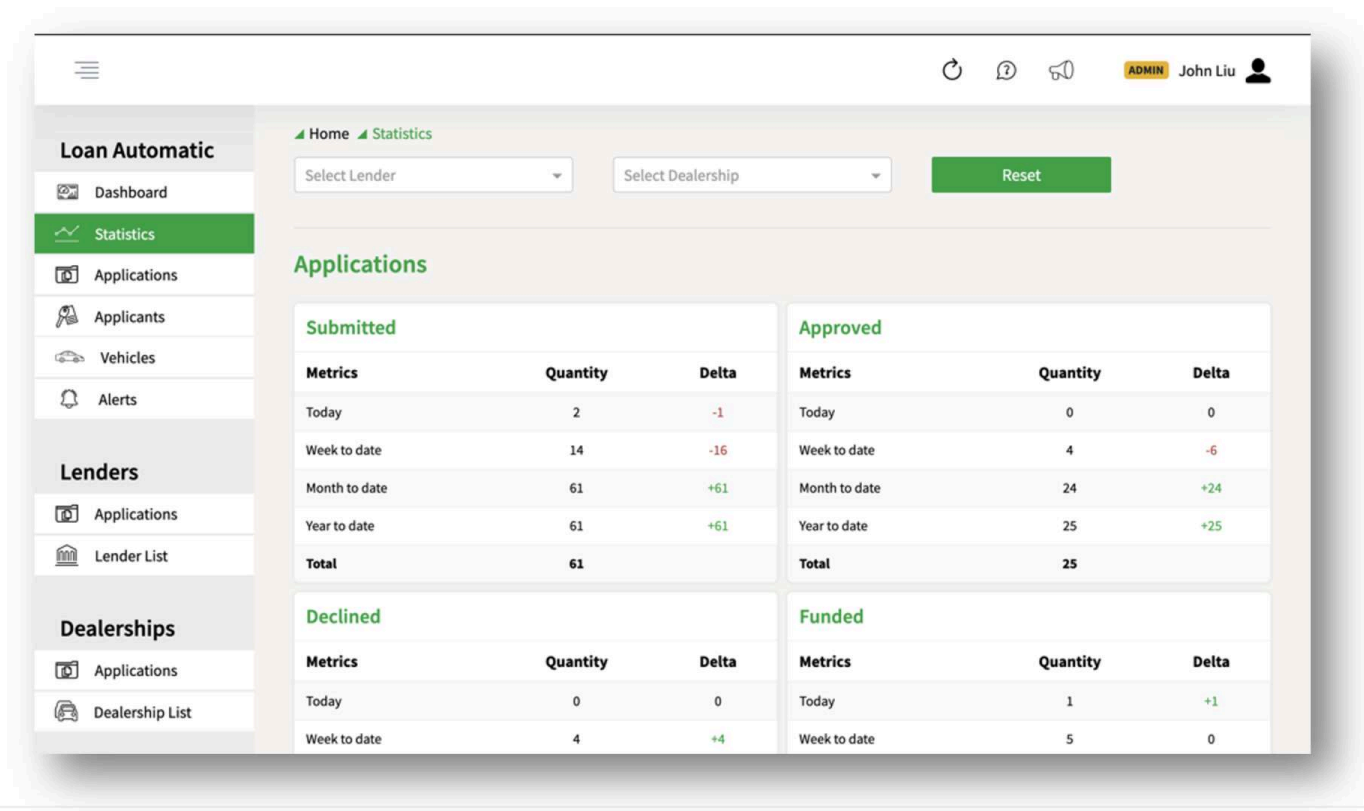 ADMIN John Liu
Loan Automatic
Dashboard
Statistics
Applications
Applicants
Vehicles
Alerts
Lenders
Applications
Lender List
Dealerships
Applications
Dealership List
Home Statistics
Select Lender Select Dealership Reset
Applications
Submitted
Metrics Quantity Delta
Today 2 -1
Week to date 14 -16
Month to date 61 +61
Year to date 61 +61
Total 61
Approved
Metrics Quantity Delta
Today 0 0
Week to date 4 -6
Month to date 24 +24
Year to date 25 +25
Total 25
Declined
Metrics Quantity Delta
Today 0 0
Week to date 4 +4
Funded
Metrics Quantity Delta
Today 1 +1
Week to date 5 0